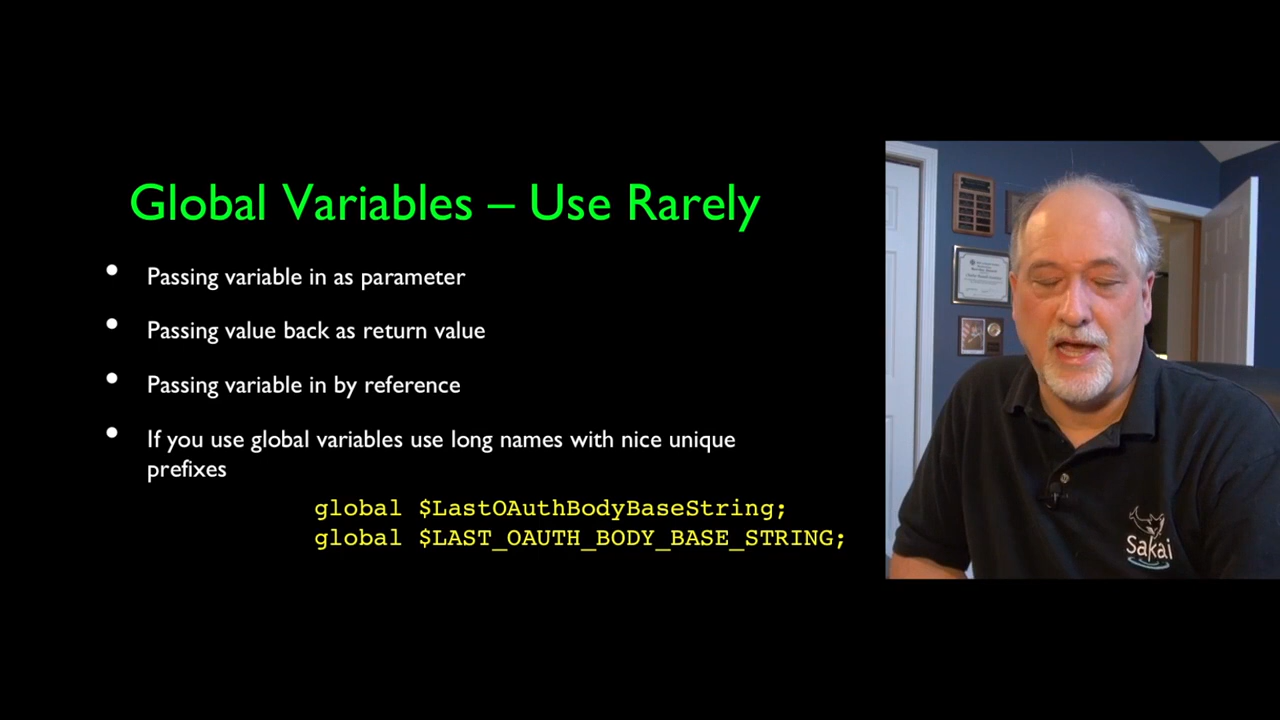 Global Variables – Use Rarely
• Passing variable in as parameter
• Passing value back as return value
• Passing variable in by reference
• If you use global variables use long names with nice unique
prefixes
global $LastOAuthBodyBaseString;
global $LAST_OAUTH_BODY_BASE_STRING;
Sakai